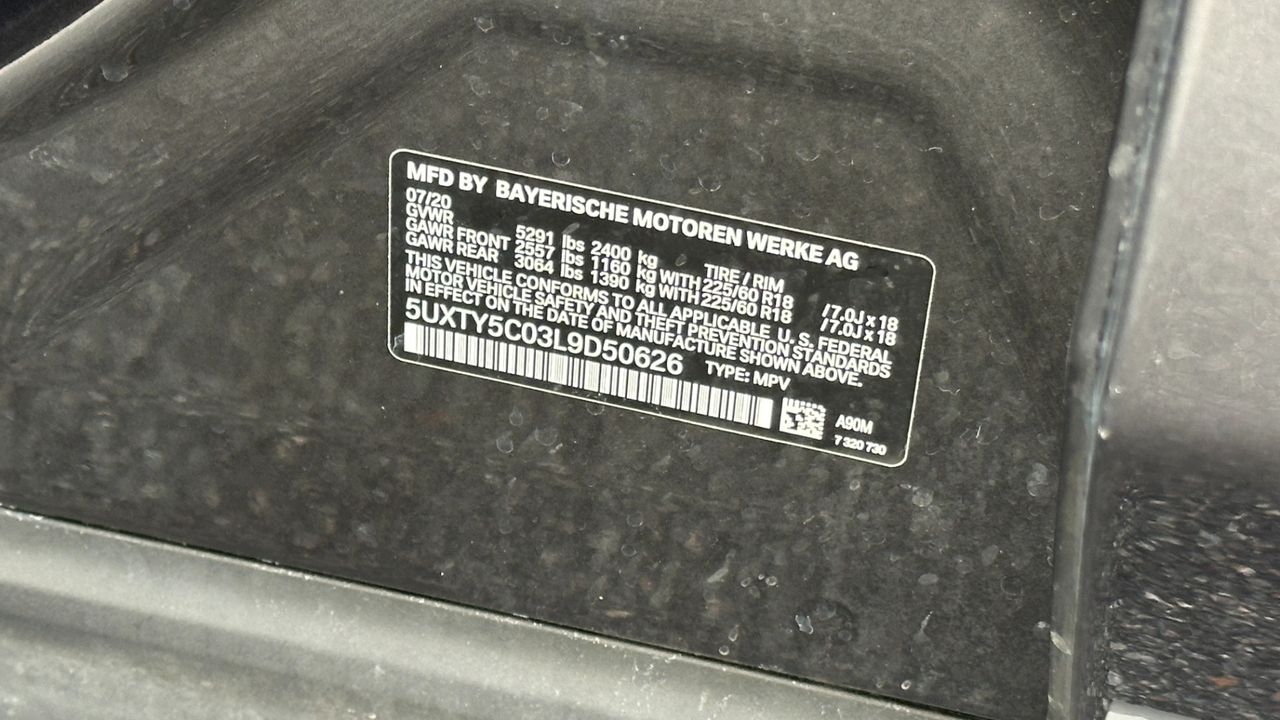 MFD BY BAYERISCHE MOTOREN WERKE AG
07/20
GVWR 5291 lbs 2400 kg TIRE / RIM
GAWR FRONT 2557 lbs 1160 kg WITH 225/60 R18 /7.0J x 18
GAWR REAR 3064 lbs 1390 kg WITH 225/60 R18 /7.0J x 18
THIS VEHICLE CONFORMS TO ALL APPLICABLE U. S. FEDERAL
MOTOR VEHICLE SAFETY AND THEFT PREVENTION STANDARDS
IN EFFECT ON THE DATE OF MANUFACTURE SHOWN ABOVE.
5UXTY5C03L9D50626 TYPE: MPV
A90M
7 320 730